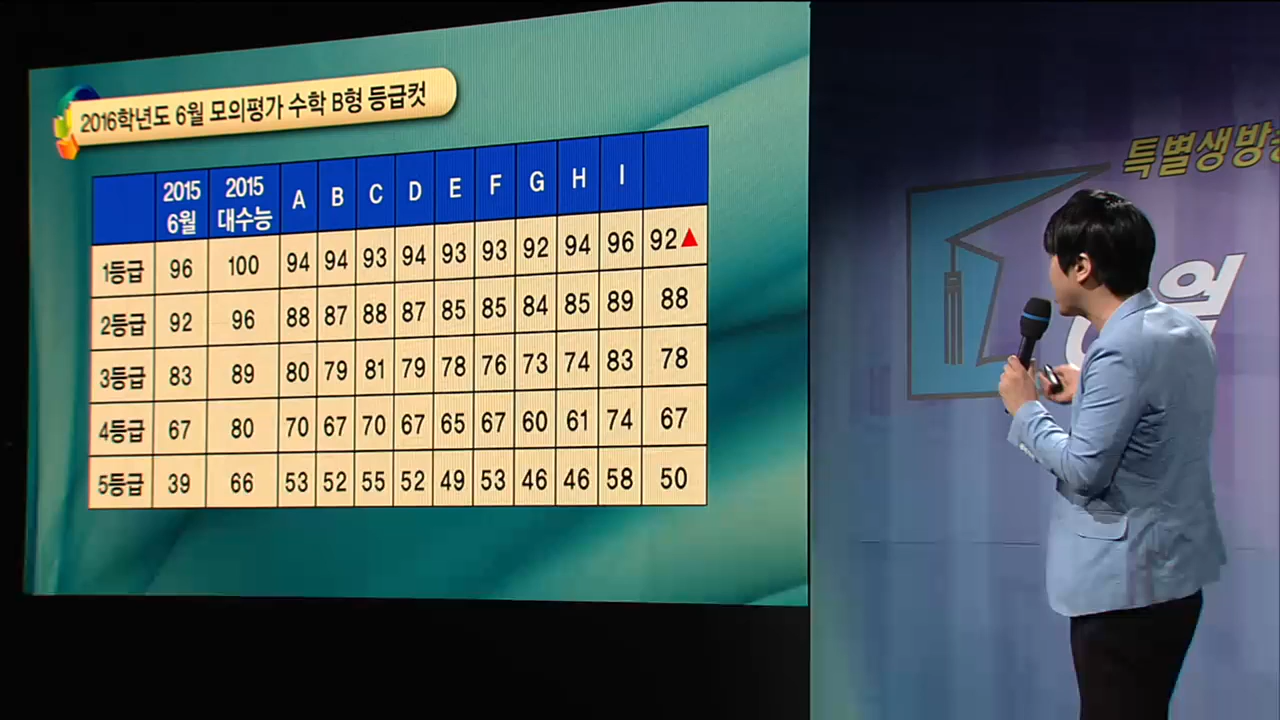 2016학년도 6월 모의평가 수학 B형 등급컷
2015 6월 2015 대수능 A B C D E F G H I
1등급 96 100 94 94 93 94 93 93 92 94 96 92▲
2등급 92 96 88 87 88 87 85 85 84 85 89 88
3등급 83 89 80 79 81 79 78 76 73 74 83 78
4등급 67 80 70 67 70 67 65 67 60 61 74 67
5등급 39 66 53 52 55 52 49 53 46 46 58 50
특별생방송